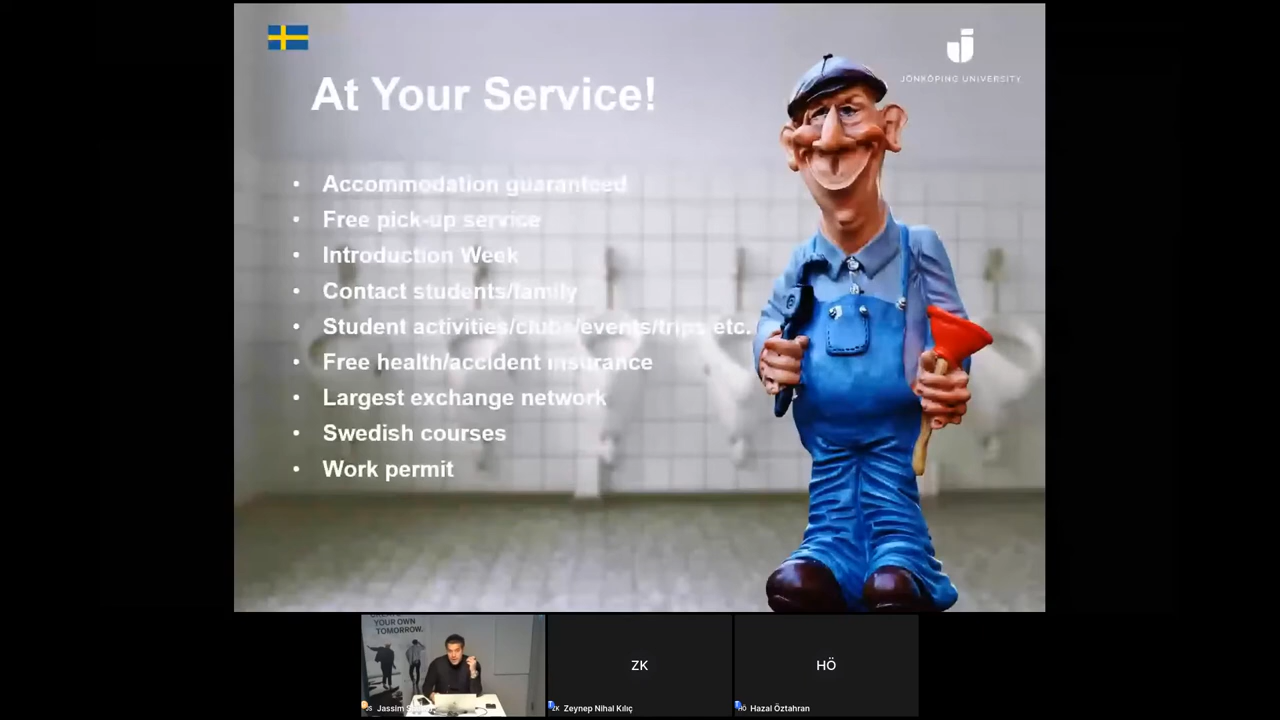 JÖNKÖPING UNIVERSITY
At Your Service!
• Accommodation guaranteed
• Free pick-up service
• Introduction Week
• Contact students/family
• Student activities/clubs/events/trips etc.
• Free health/accident insurance
• Largest exchange network
• Swedish courses
• Work permit
YOUR OWN
TOMORROW.
ZK
HÖ
Jassim
Zeynep Nihal Kılıç
Hazal Öztahran